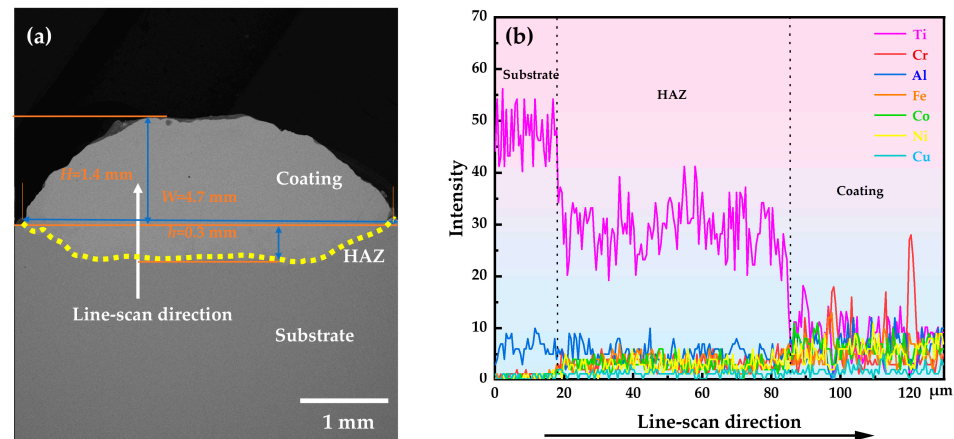 (a)
H=1.4 mm
Coating
W=4.7 mm
h=0.3 mm
HAZ
Line-scan direction
Substrate
1 mm
(b)
Intensity
70
60
50
40
30
20
10
0
Substrate
HAZ
Coating
Ti
Cr
Al
Fe
Co
Ni
Cu
0 20 40 60 80 100 120 μm
Line-scan direction